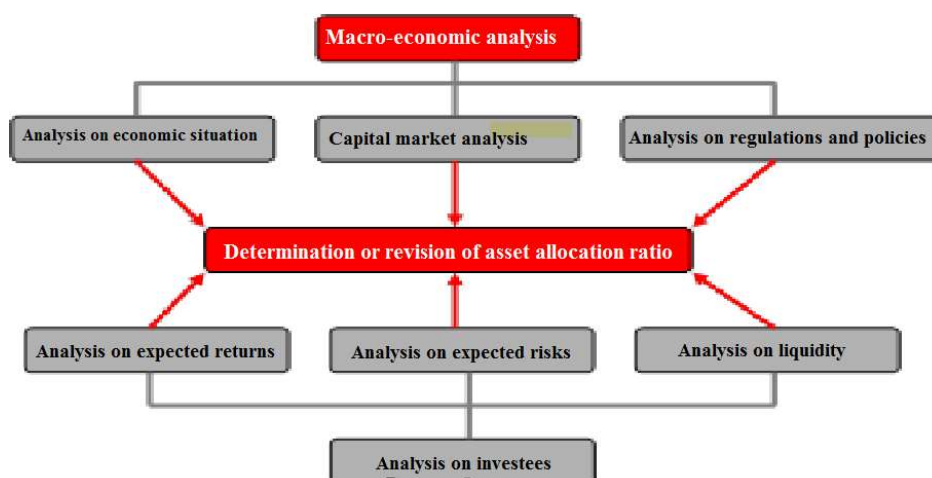 Macro-economic analysis
Analysis on economic situation
Capital market analysis
Analysis on regulations and policies
Determination or revision of asset allocation ratio
Analysis on expected returns
Analysis on expected risks
Analysis on liquidity
Analysis on investees